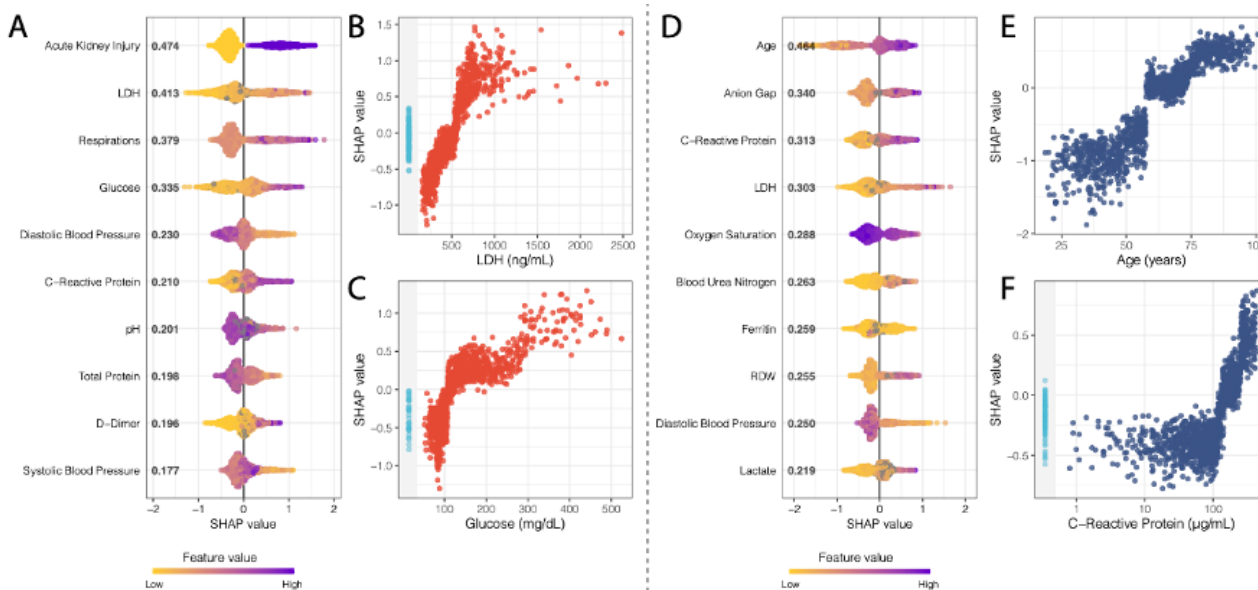 A
Acute Kidney Injury 0.474
LDH 0.413
Respirations 0.379
Glucose 0.335
Diastolic Blood Pressure 0.230
C-Reactive Protein 0.210
pH 0.201
Total Protein 0.198
D-Dimer 0.196
Systolic Blood Pressure 0.177
−2 −1 0 1 2
SHAP value
Feature value
Low High
B
SHAP value
1.5
1.0
0.5
0.0
−0.5
−1.0
500 1000 1500 2000 2500
LDH (ng/mL)
C
SHAP value
1.0
0.5
0.0
−0.5
−1.0
100 200 300 400 500
Glucose (mg/dL)
D
Age 0.464
Anion Gap 0.340
C-Reactive Protein 0.313
LDH 0.303
Oxygen Saturation 0.288
Blood Urea Nitrogen 0.263
Ferritin 0.259
RDW 0.255
Diastolic Blood Pressure 0.250
Lactate 0.219
−2 −1 0 1 2
SHAP value
Feature value
Low High
E
SHAP value
0
−1
−2
25 50 75 100
Age (years)
F
SHAP value
0.5
0.0
−0.5
1 10 100
C-Reactive Protein (µg/mL)